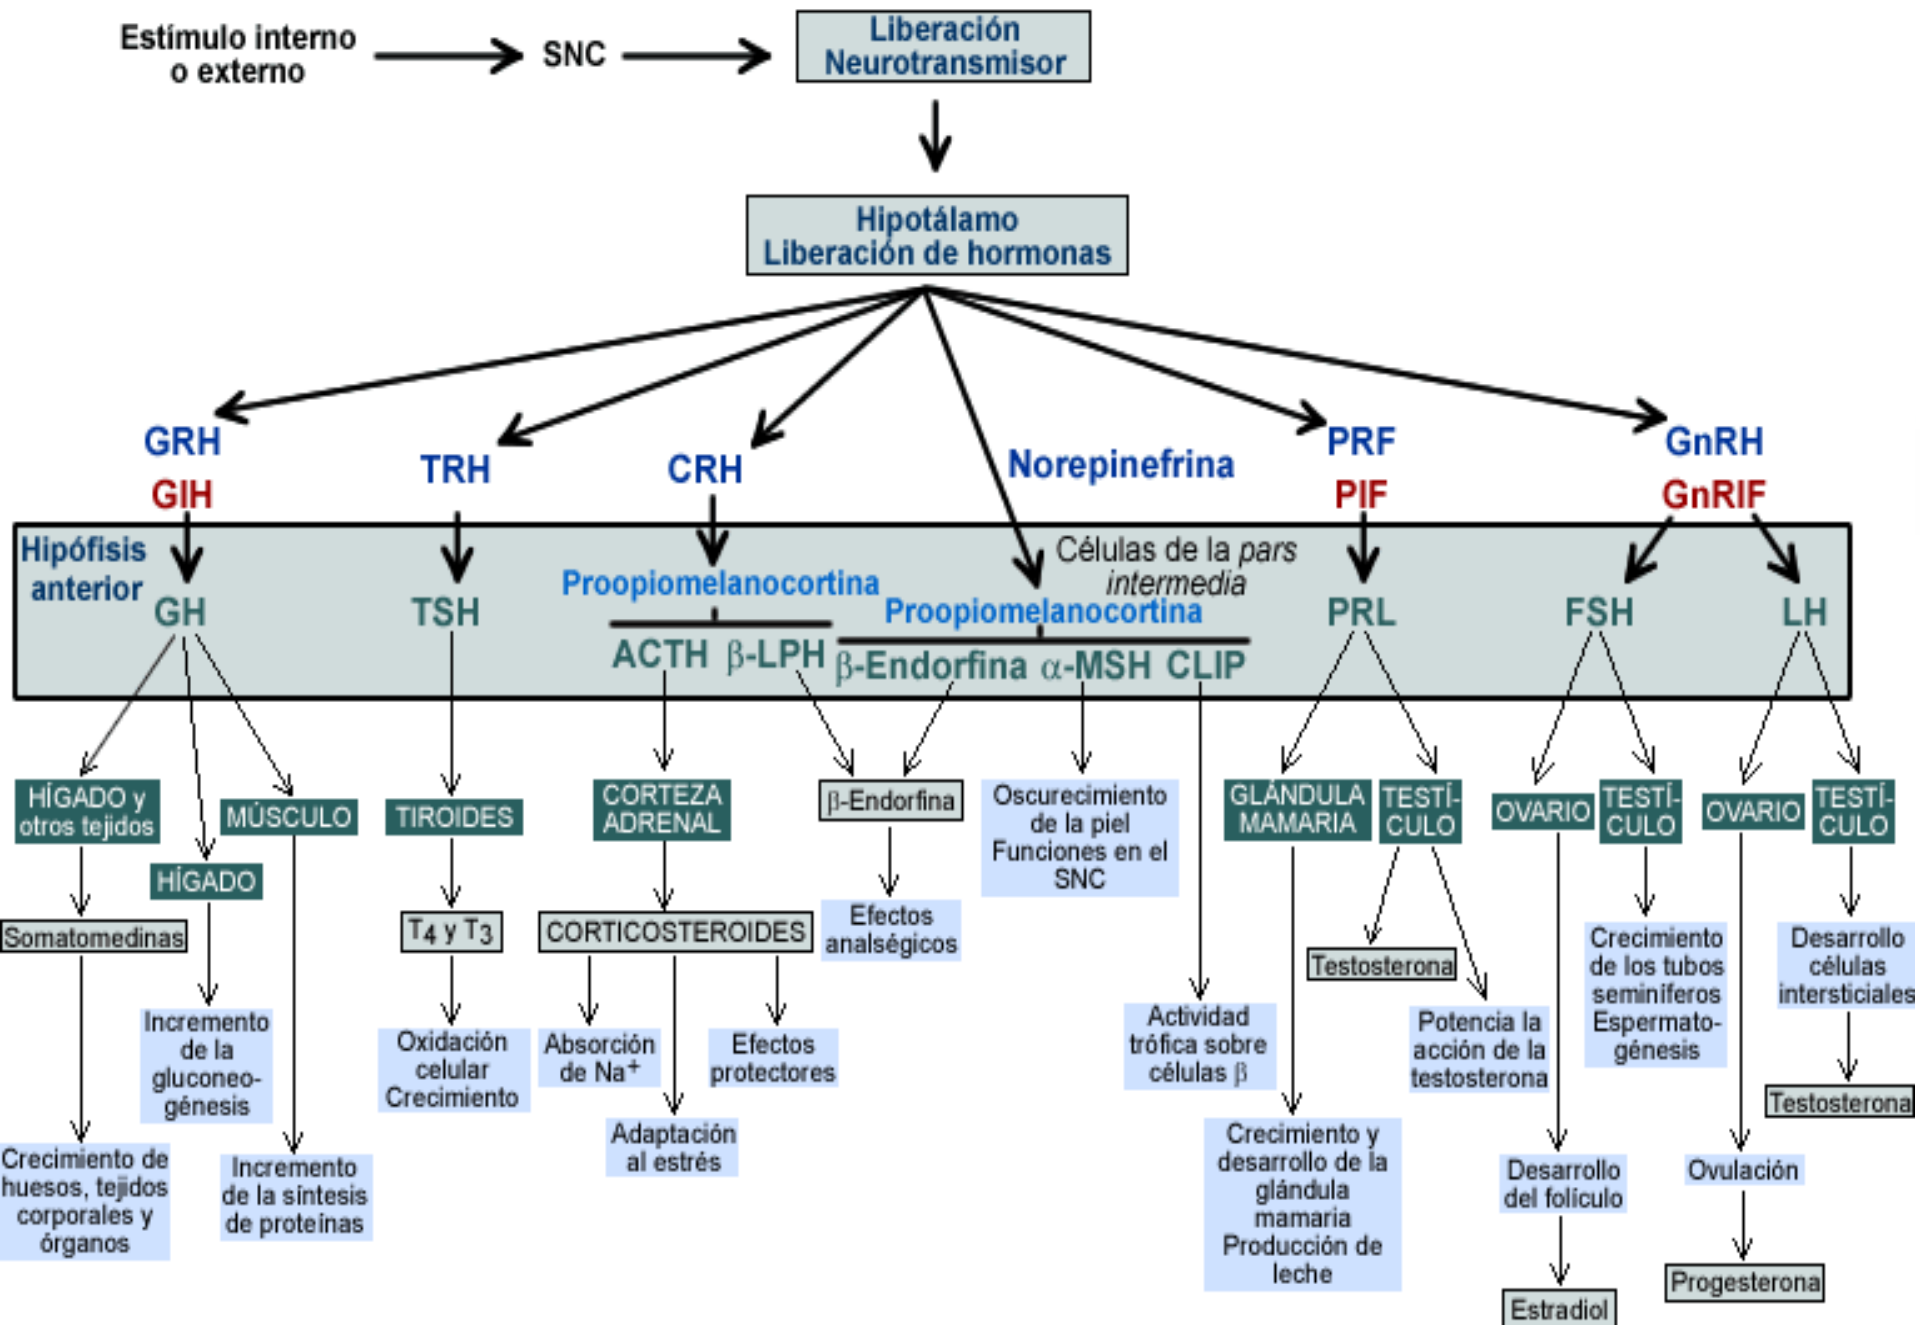 Estímulo interno
o externo
SNC
Liberación
Neurotransmisor
Hipotálamo
Liberación de hormonas
GRH
GIH
TRH
CRH
Norepinefrina
PRF
PIF
GnRH
GnRIF
Hipófisis
anterior
GH
TSH
Proopiomelanocortina
ACTH β-LPH
Células de la pars
intermedia
Proopiomelanocortina
β-Endorfina α-MSH CLIP
PRL
FSH
LH
HÍGADO y
otros tejidos
HÍGADO
MÚSCULO
TIROIDES
CORTEZA
ADRENAL
β-Endorfina
Oscurecimiento
de la piel
Funciones en el
SNC
GLÁNDULA
MAMARIA
TESTÍ-
CULO
OVARIO
TESTÍ-
CULO
OVARIO
TESTÍ-
CULO
Somatomedinas
T4 y T3
CORTICOSTEROIDES
Efectos
analségicos
Testosterona
Crecimiento
de los tubos
seminíferos
Espermato-
génesis
Desarrollo
células
intersticiales
Incremento
de la
gluconeo-
génesis
Oxidación
celular
Crecimiento
Absorción
de Na+
Efectos
protectores
Adaptación
al estrés
Actividad
trófica sobre
células β
Potencia la
acción de la
testosterona
Testosterona
Crecimiento de
huesos, tejidos
corporales y
órganos
Incremento
de la síntesis
de proteínas
Crecimiento y
desarrollo de la
glándula
mamaria
Producción de
leche
Desarrollo
del folículo
Ovulación
Estradiol
Progesterona